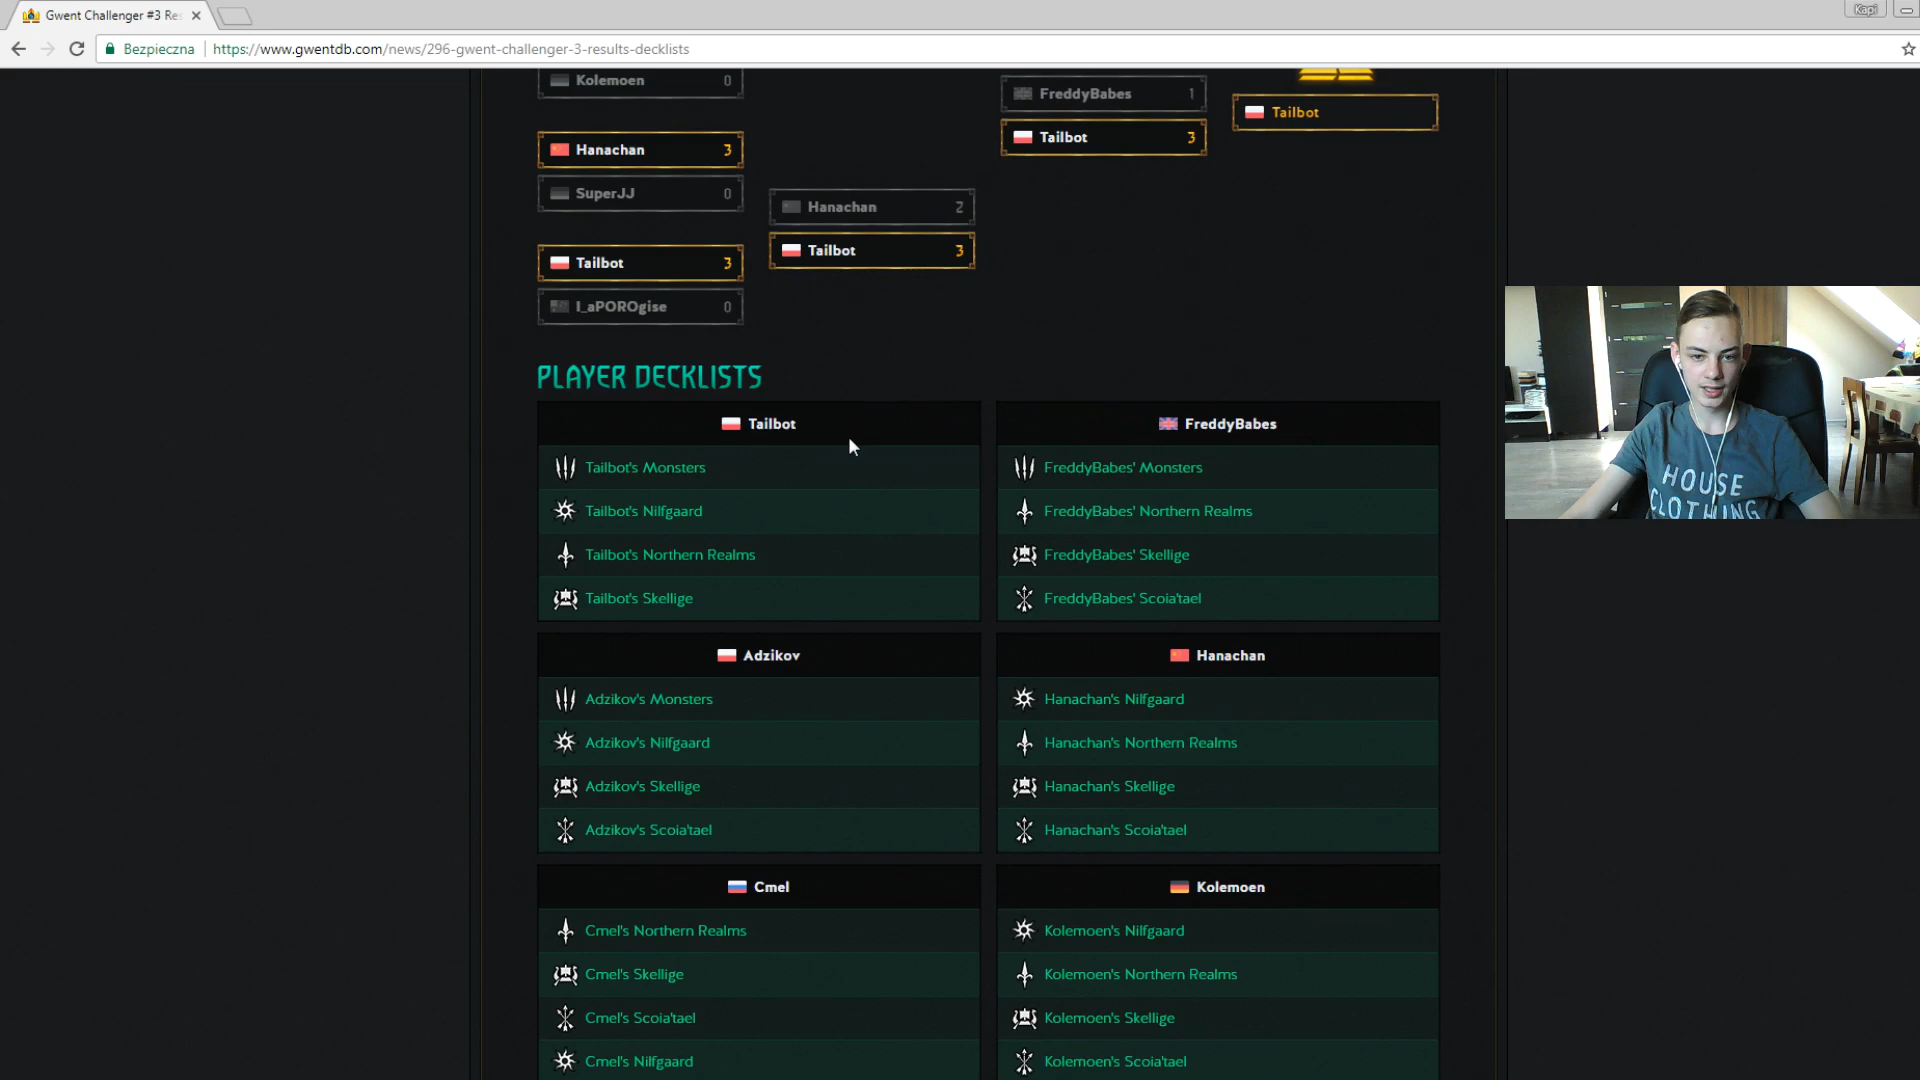 Gwent Challenger #3 Re
Kapi
Bezpieczna
https://www.gwentdb.com/news/296-gwent-challenger-3-results-decklists
Kolemoen 0
FreddyBabes 1
Tailbot
Tailbot 3
Hanachan 3
SuperJJ 0
Hanachan 2
Tailbot 3
Tailbot 3
I_aPOROgise 0
PLAYER DECKLISTS
Tailbot
Tailbot's Monsters
Tailbot's Nilfgaard
Tailbot's Northern Realms
Tailbot's Skellige
FreddyBabes
FreddyBabes' Monsters
FreddyBabes' Northern Realms
FreddyBabes' Skellige
FreddyBabes' Scoia'tael
Adzikov
Adzikov's Monsters
Adzikov's Nilfgaard
Adzikov's Skellige
Adzikov's Scoia'tael
Hanachan
Hanachan's Nilfgaard
Hanachan's Northern Realms
Hanachan's Skellige
Hanachan's Scoia'tael
Cmel
Cmel's Northern Realms
Cmel's Skellige
Cmel's Scoia'tael
Cmel's Nilfgaard
Kolemoen
Kolemoen's Nilfgaard
Kolemoen's Northern Realms
Kolemoen's Skellige
Kolemoen's Scoia'tael
HOUSE
CLOTHING